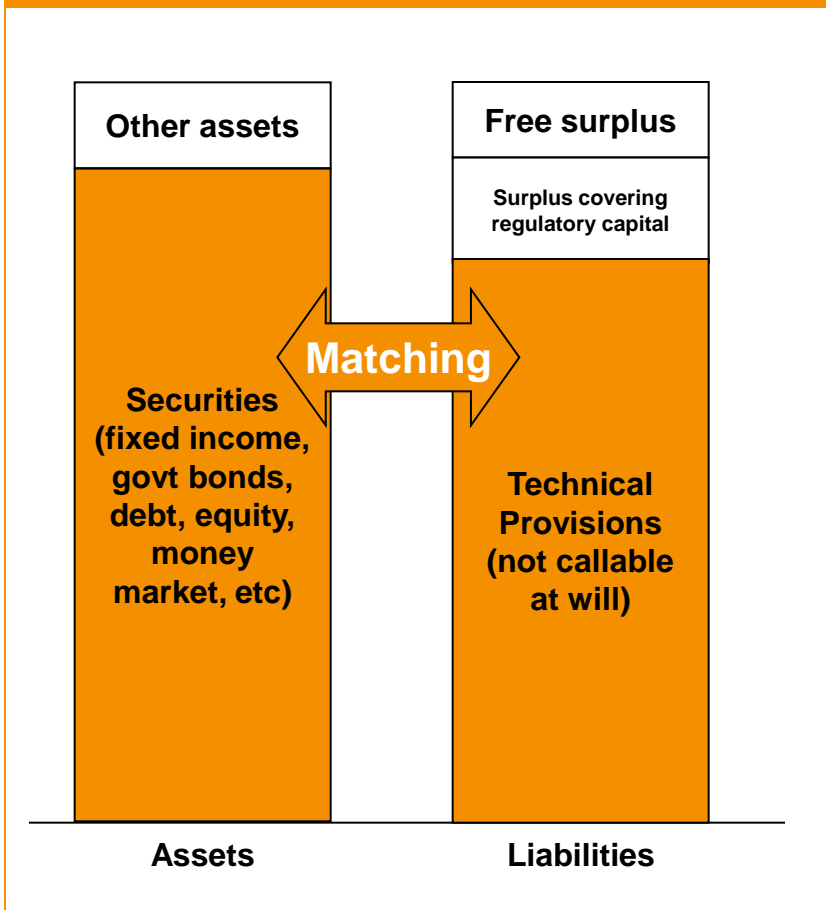 Other assets
Free surplus
Surplus covering
regulatory capital
Matching
Securities
(fixed income,
govt bonds,
debt, equity,
money
market, etc)
Technical
Provisions
(not callable
at will)
Assets
Liabilities